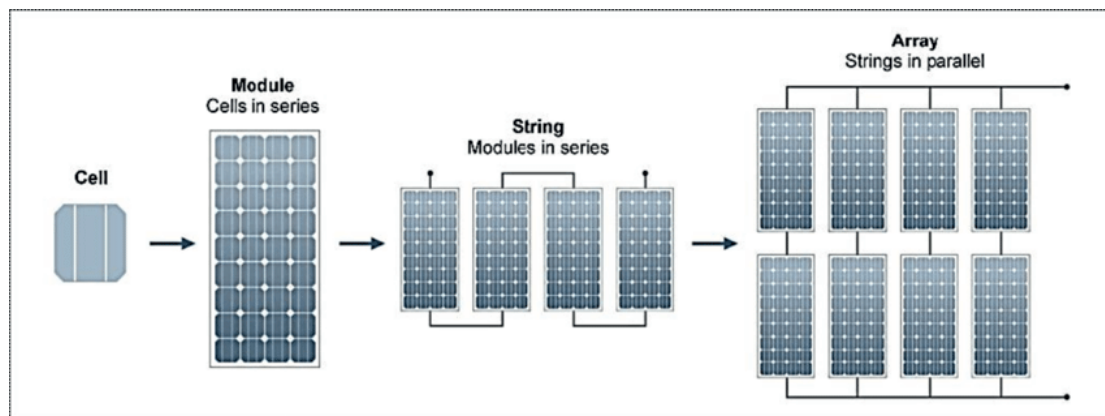 Cell
Module
Cells in series
String
Modules in series
Array
Strings in parallel